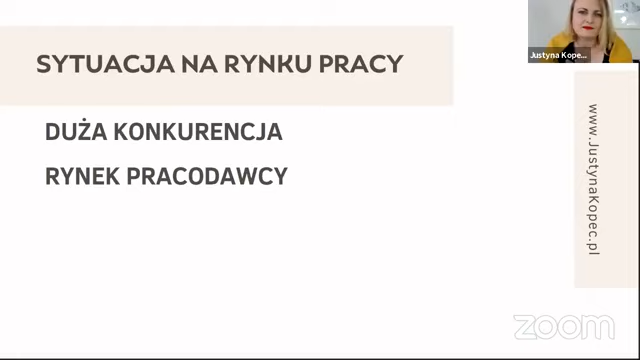 SYTUACJA NA RYNKU PRACY
DUŻA KONKURENCJA
RYNEK PRACODAWCY
Justyna Kope...
www.JustynaKopec.pl
zoom